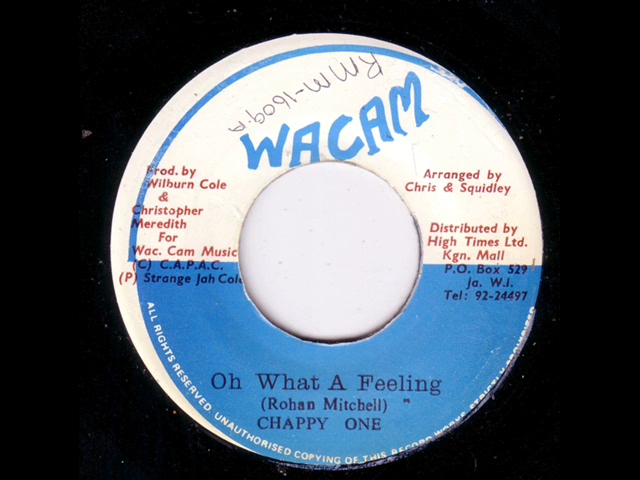 RMM-1609-A
WACAM
Prod. by
Wilburn Cole
&
Christopher
Meredith
For
Wac. Cam Music
(C) C.A.P.A.C.
(P) Strange Jah Cole
Arranged by
Chris & Squidley
Distributed by
High Times Ltd.
Kgn. Mall
P.O. Box 529
Ja. W.I.
Tel: 92-24497
Oh What A Feeling
(Rohan Mitchell) "
CHAPPY ONE
ALL RIGHTS RESERVED. UNAUTHORISED COPYING OF THIS RECORDED WORK